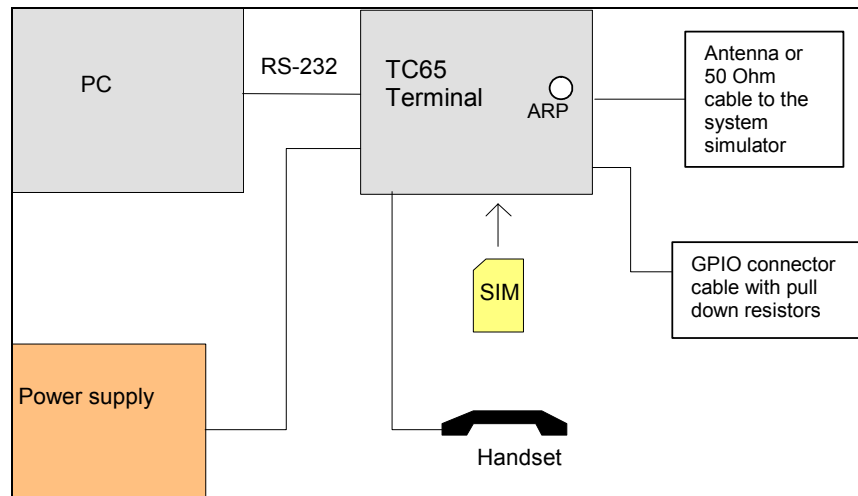 PC
RS-232
TC65
Terminal
ARP
Antenna or
50 Ohm
cable to the
system
simulator
SIM
GPIO connector
cable with pull
down resistors
Power supply
Handset